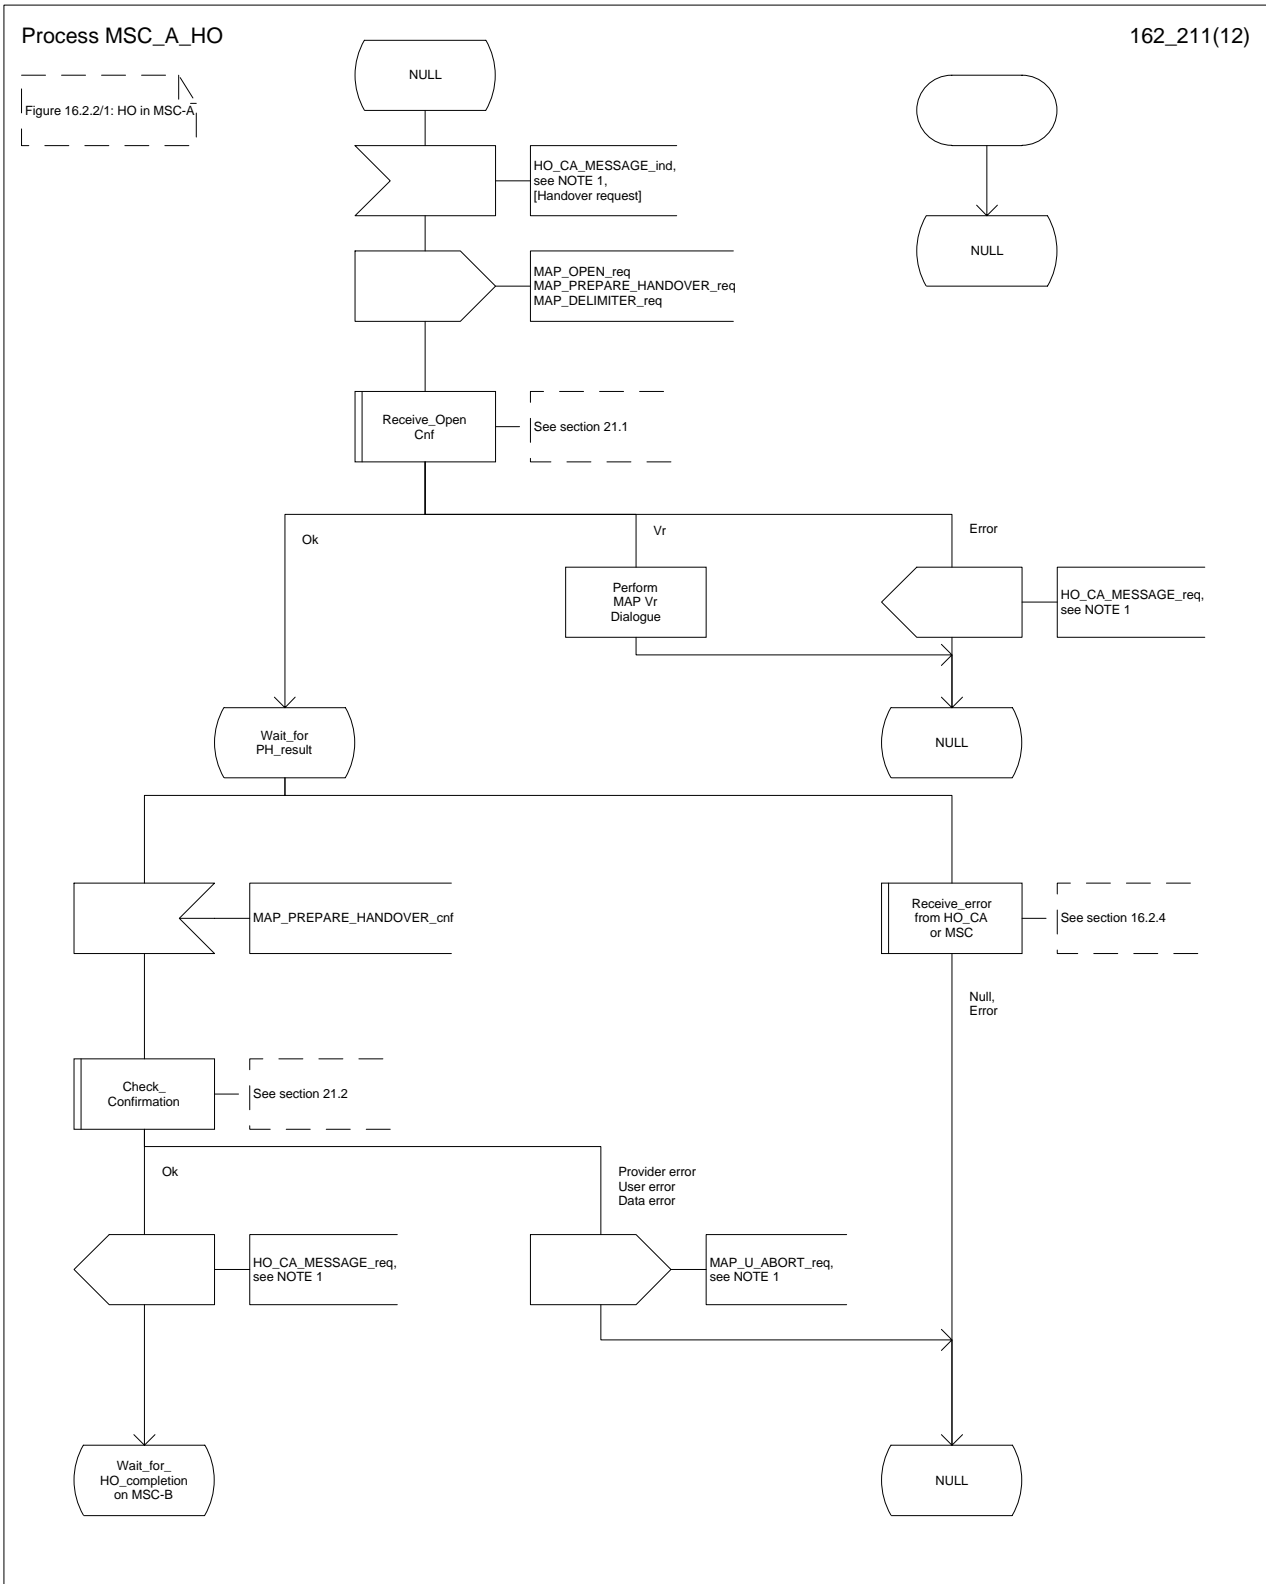 Process MSC_A_HO
162_211(12)
Figure 16.2.2/1: HO in MSC-A
NULL
HO_CA_MESSAGE_ind,
see NOTE 1,
[Handover request]
NULL
MAP_OPEN_req
MAP_PREPARE_HANDOVER_req
MAP_DELIMITER_req
Receive_Open
Cnf
See section 21.1
Ok
Vr
Error
Perform
MAP Vr
Dialogue
HO_CA_MESSAGE_req,
see NOTE 1
Wait_for
PH_result
NULL
MAP_PREPARE_HANDOVER_cnf
Receive_error
from HO_CA
or MSC
See section 16.2.4
Null,
Error
Check_
Confirmation
See section 21.2
Ok
Provider error
User error
Data error
HO_CA_MESSAGE_req,
see NOTE 1
MAP_U_ABORT_req,
see NOTE 1
Wait_for_
HO_completion
on MSC-B
NULL